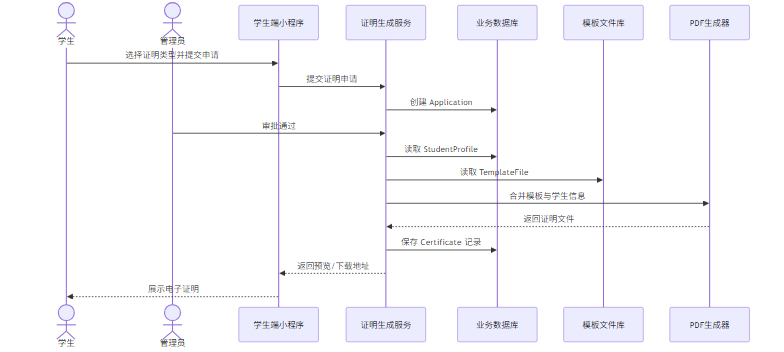 学生
管理员
学生端小程序
证明生成服务
业务数据库
模板文件库
PDF生成器
选择证明类型并提交申请
提交证明申请
创建 Application
审批通过
读取 StudentProfile
读取 TemplateFile
合并模板与学生信息
返回证明文件
保存 Certificate 记录
返回预览/下载地址
展示电子证明
学生
管理员
学生端小程序
证明生成服务
业务数据库
模板文件库
PDF生成器